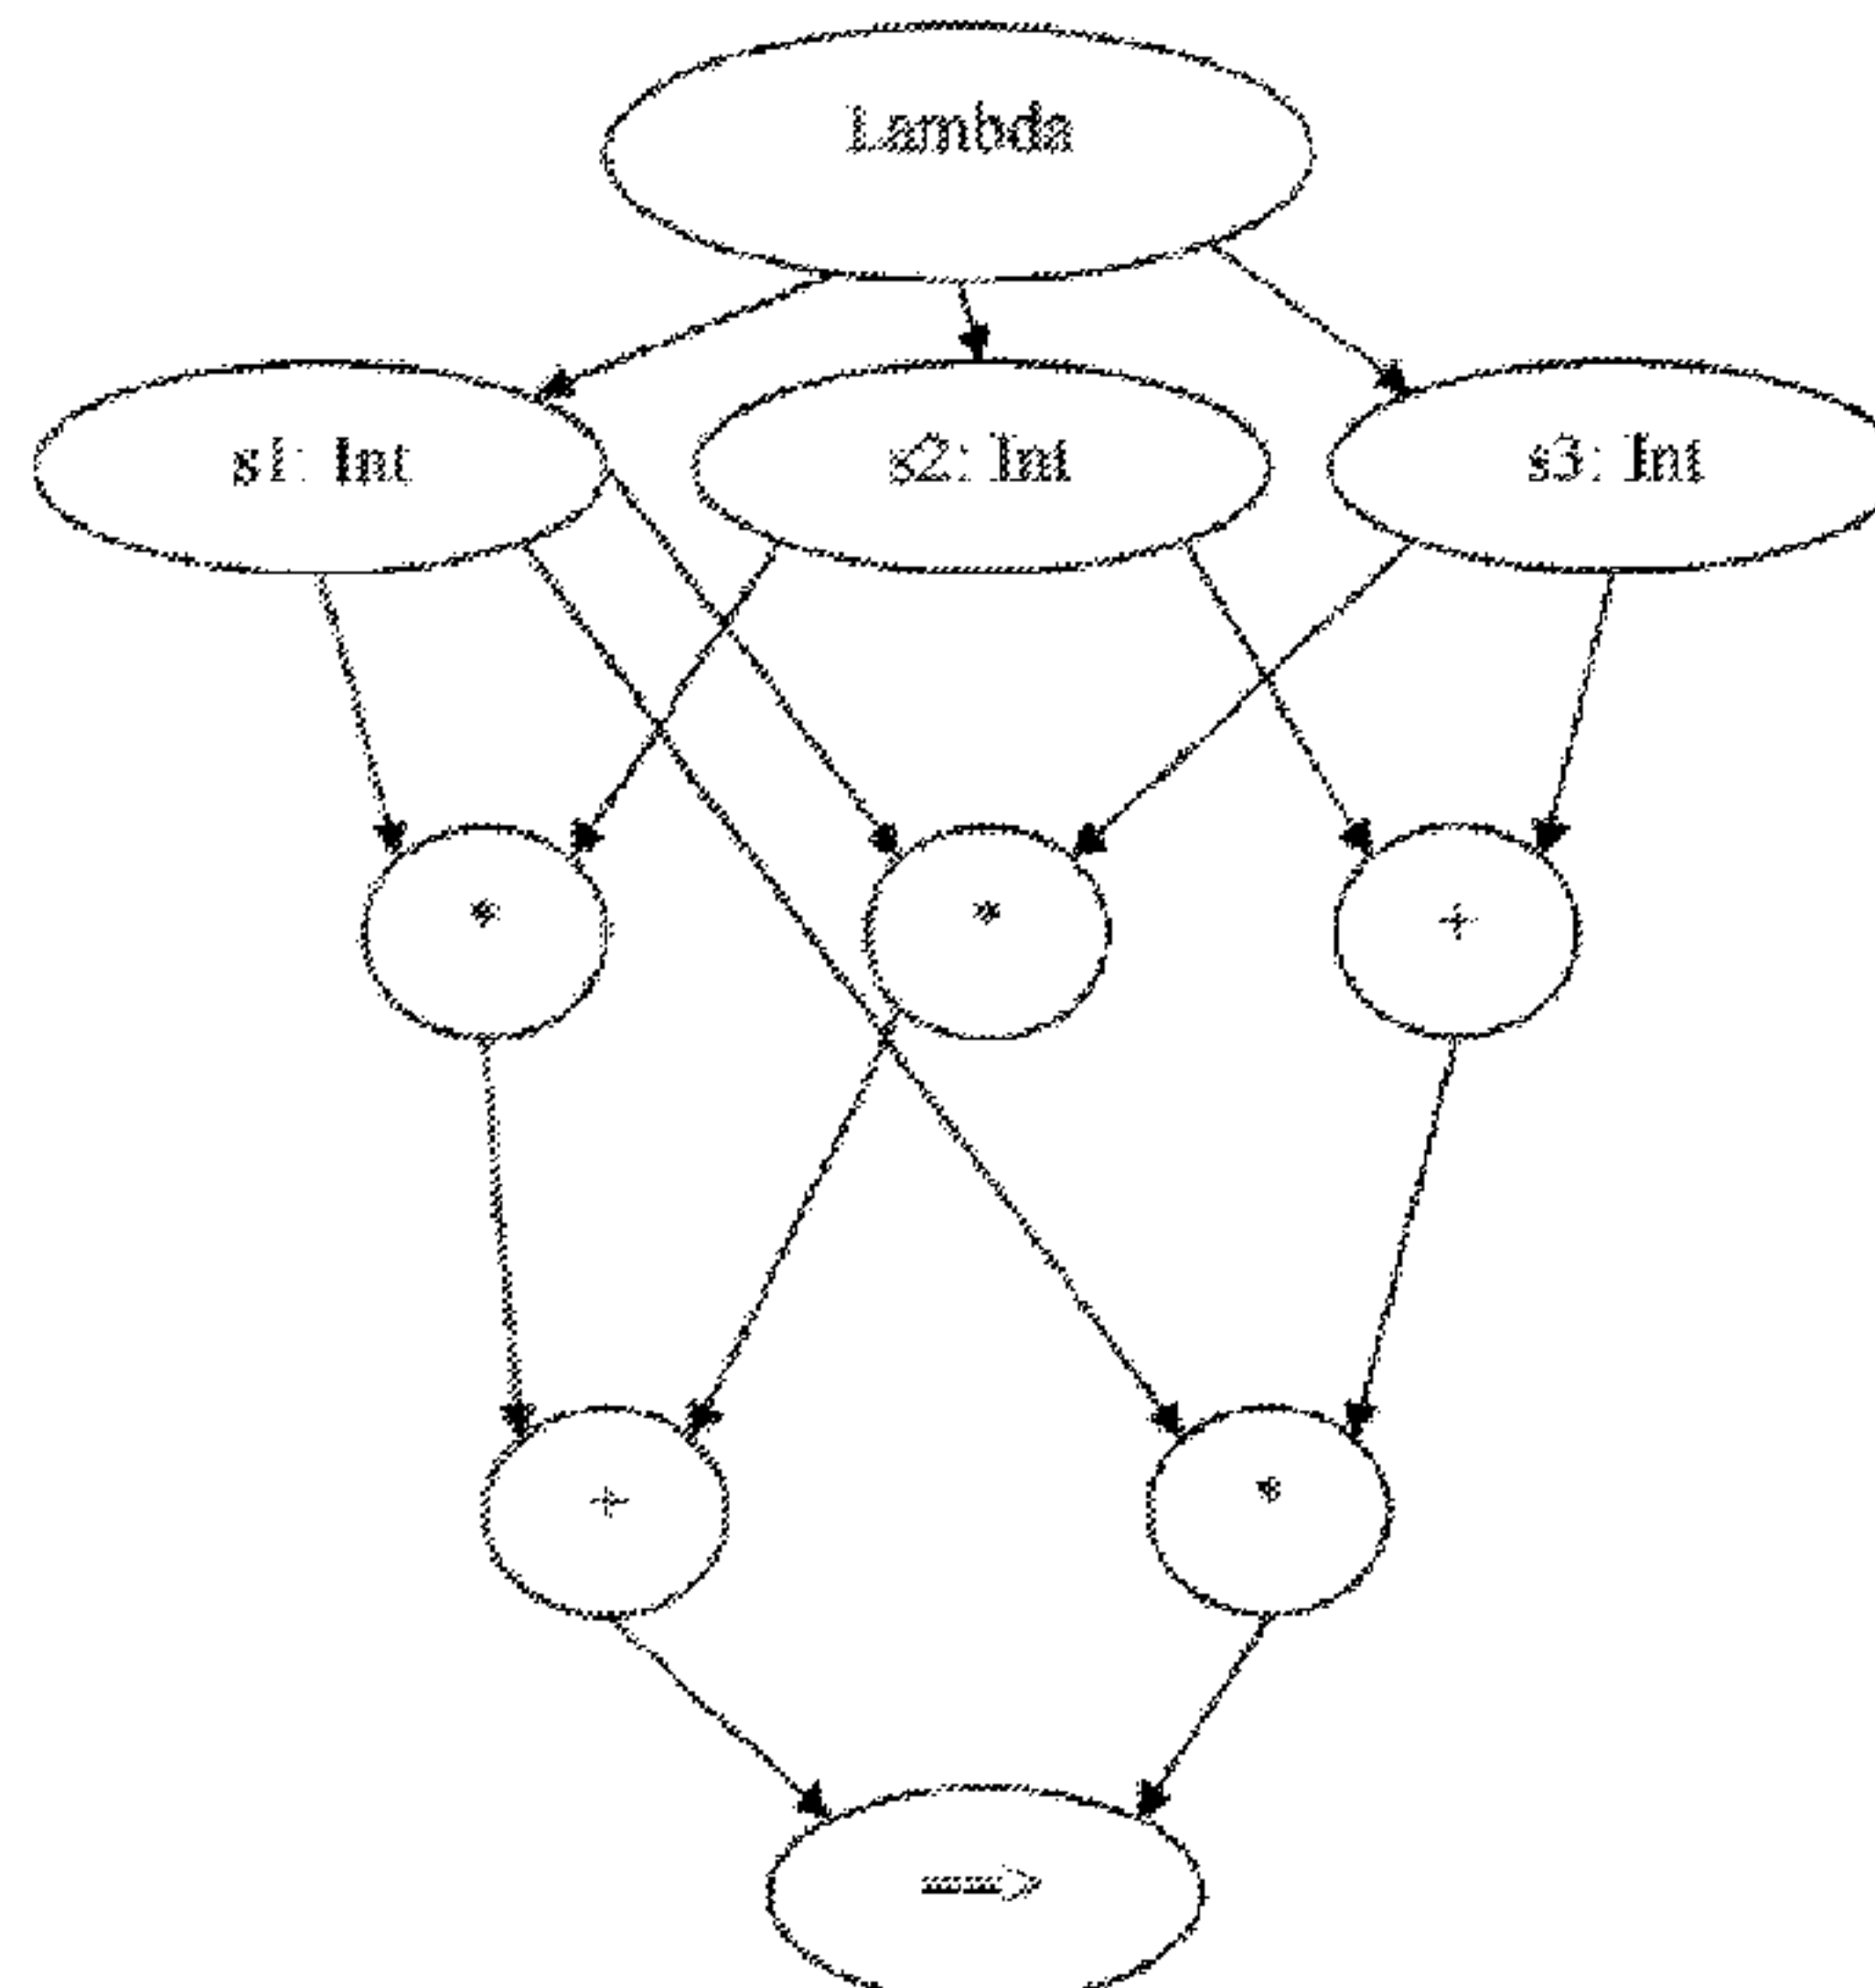 Lambda
s1: Int s2: Int s3: Int
* * +
+ *
==>